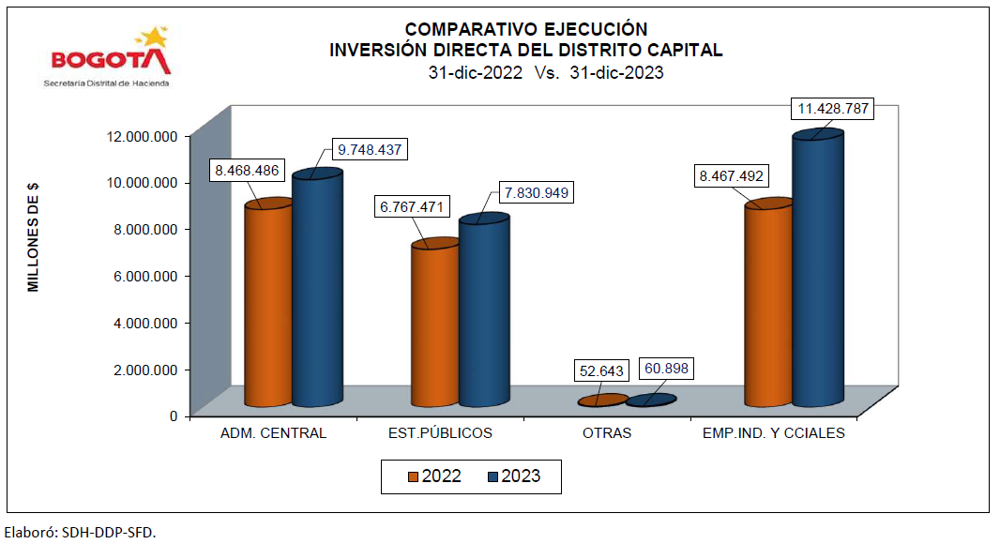 COMPARATIVO EJECUCIÓN
INVERSIÓN DIRECTA DEL DISTRITO CAPITAL
31-dic-2022 Vs. 31-dic-2023
BOGOTÁ
Secretaría Distrital de Hacienda
MILLONES DE $
12.000.000
10.000.000
8.000.000
6.000.000
4.000.000
2.000.000
0
8.468.486
9.748.437
6.767.471
7.830.949
52.643
60.898
8.467.492
11.428.787
ADM. CENTRAL
EST.PÚBLICOS
OTRAS
EMP.IND. Y CCIALES
2022
2023
Elaboró: SDH-DDP-SFD.